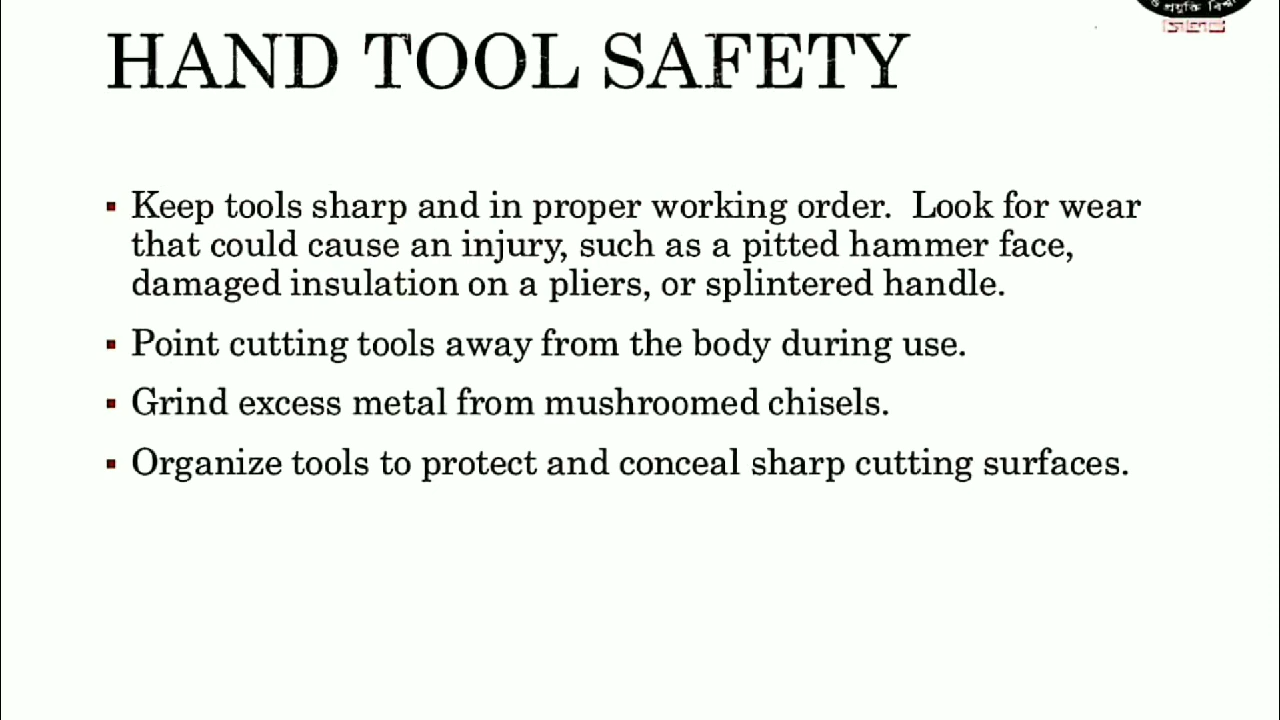 HAND TOOL SAFETY
▪ Keep tools sharp and in proper working order.  Look for wear
that could cause an injury, such as a pitted hammer face,
damaged insulation on a pliers, or splintered handle.
▪ Point cutting tools away from the body during use.
▪ Grind excess metal from mushroomed chisels.
▪ Organize tools to protect and conceal sharp cutting surfaces.
ও প্রযুক্তি